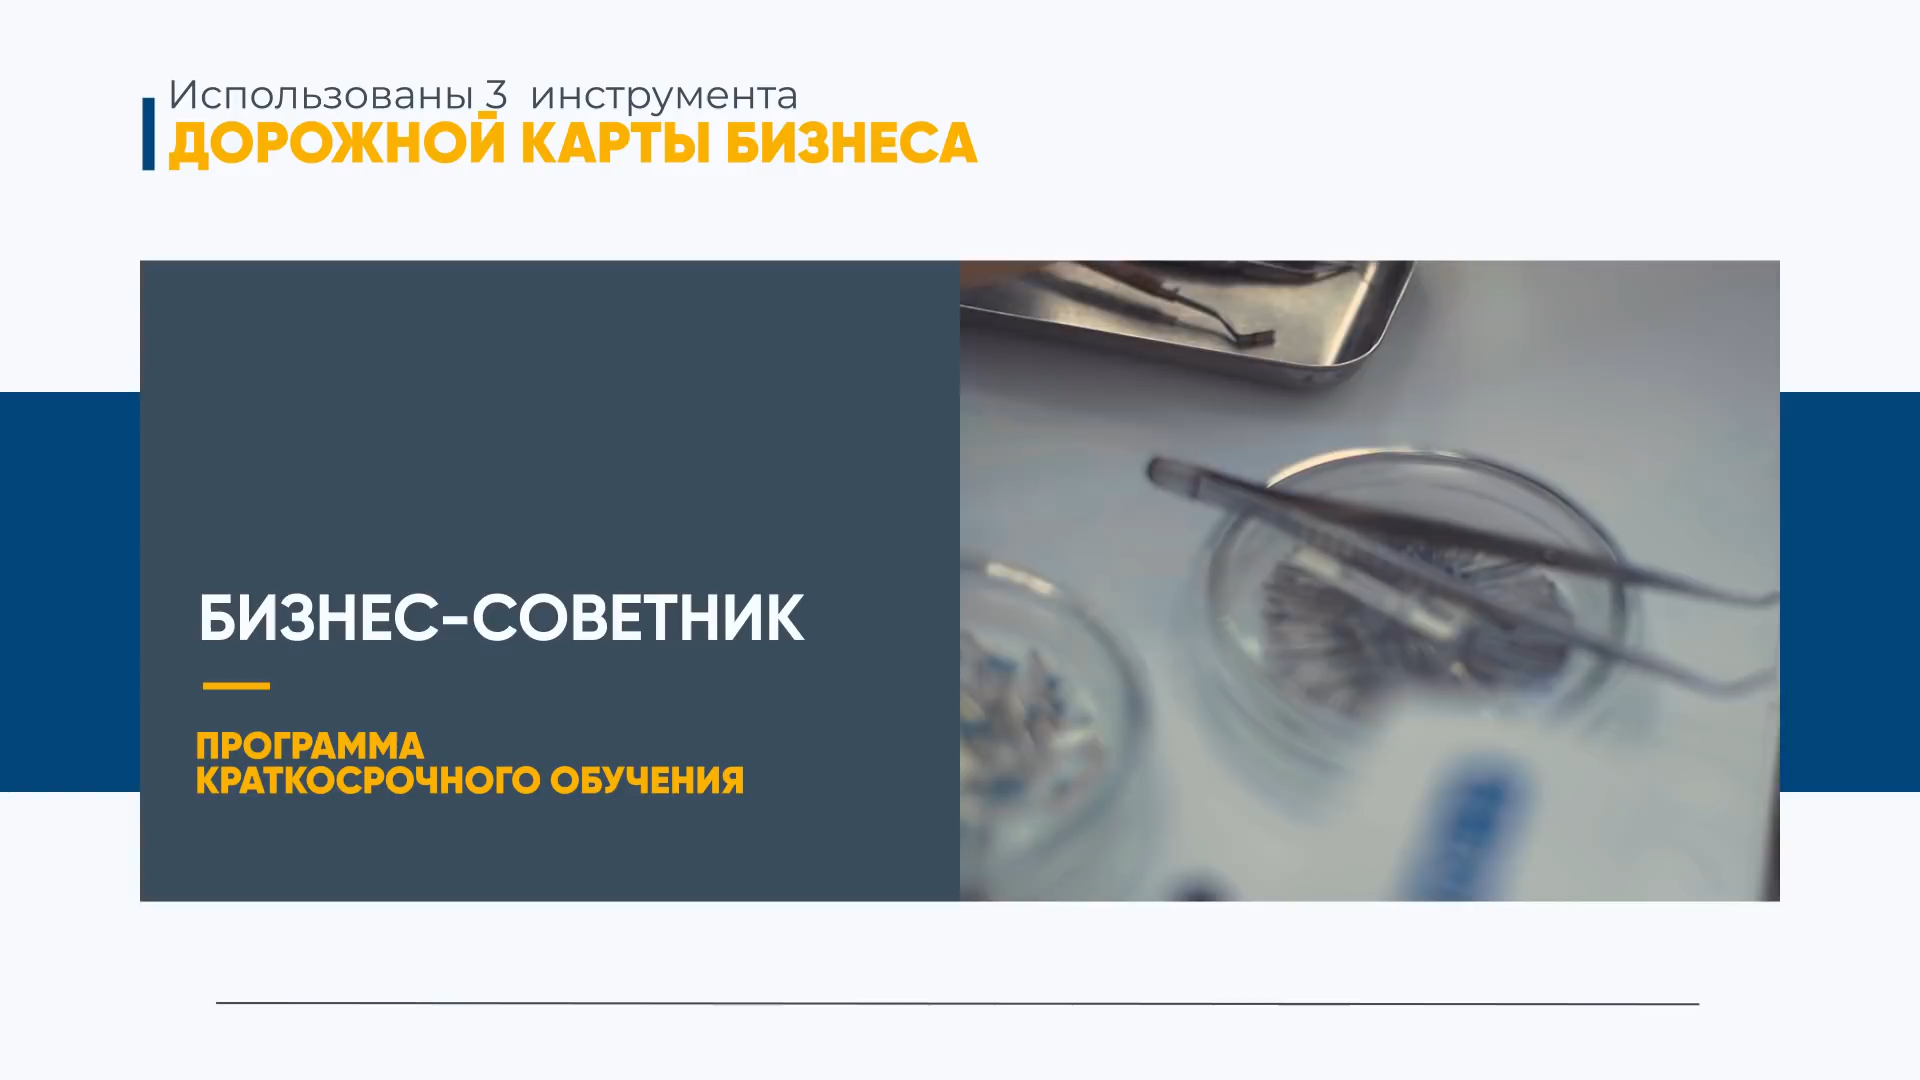 Использованы 3 инструмента
ДОРОЖНОЙ КАРТЫ БИЗНЕСА
БИЗНЕС-СОВЕТНИК
ПРОГРАММА
КРАТКОСРОЧНОГО ОБУЧЕНИЯ